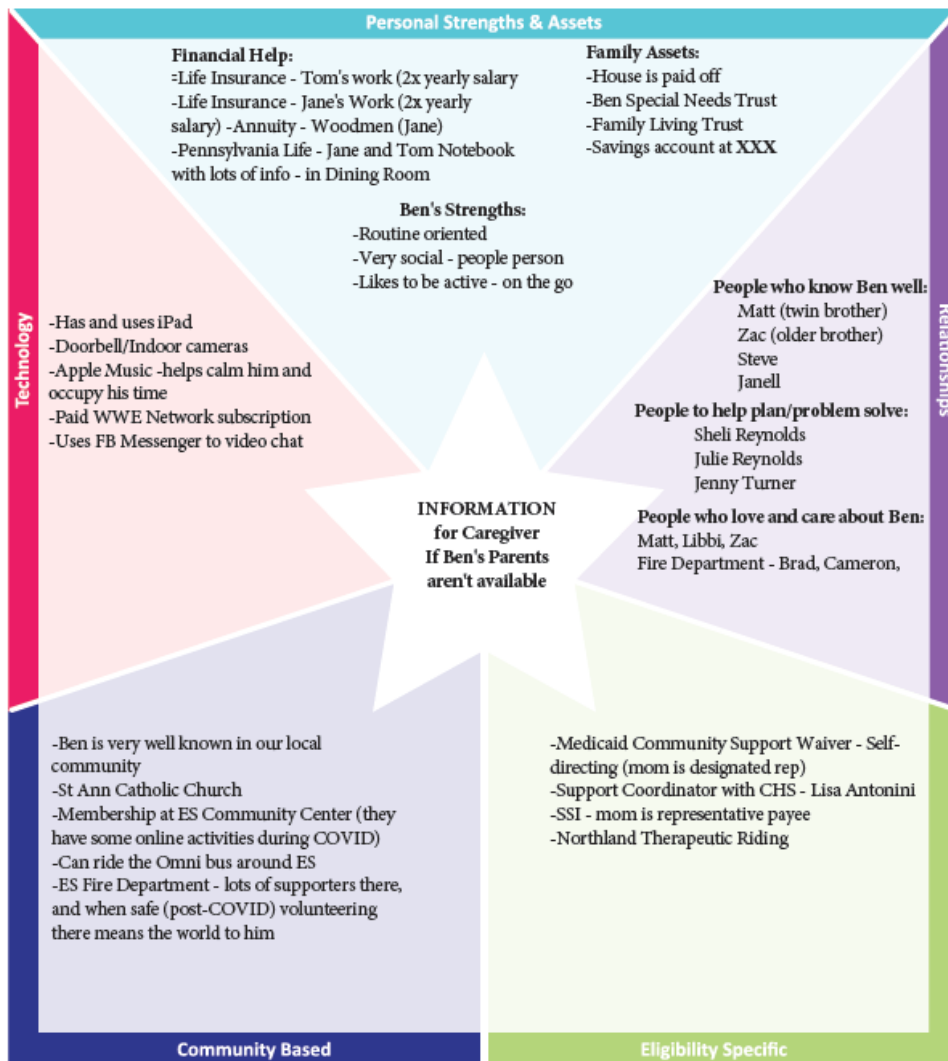 Personal Strengths & Assets
Financial Help:
=Life Insurance - Tom's work (2x yearly salary
-Life Insurance - Jane's Work (2x yearly
salary) -Annuity - Woodmen (Jane)
-Pennsylvania Life - Jane and Tom Notebook
with lots of info - in Dining Room
Family Assets:
-House is paid off
-Ben Special Needs Trust
-Family Living Trust
-Savings account at XXX
Ben's Strengths:
-Routine oriented
-Very social - people person
-Likes to be active - on the go
Technology
-Has and uses iPad
-Doorbell/Indoor cameras
-Apple Music -helps calm him and
occupy his time
-Paid WWE Network subscription
-Uses FB Messenger to video chat
Relationships
People who know Ben well:
Matt (twin brother)
Zac (older brother)
Steve
Janell
People to help plan/problem solve:
Sheli Reynolds
Julie Reynolds
Jenny Turner
People who love and care about Ben:
Matt, Libbi, Zac
Fire Department - Brad, Cameron,
INFORMATION
for Caregiver
If Ben's Parents
aren't available
-Ben is very well known in our local
community
-St Ann Catholic Church
-Membership at ES Community Center (they
have some online activities during COVID)
-Can ride the Omni bus around ES
-ES Fire Department - lots of supporters there,
and when safe (post-COVID) volunteering
there means the world to him
Community Based
-Medicaid Community Support Waiver - Self-
directing (mom is designated rep)
-Support Coordinator with CHS - Lisa Antonini
-SSI - mom is representative payee
-Northland Therapeutic Riding
Eligibility Specific